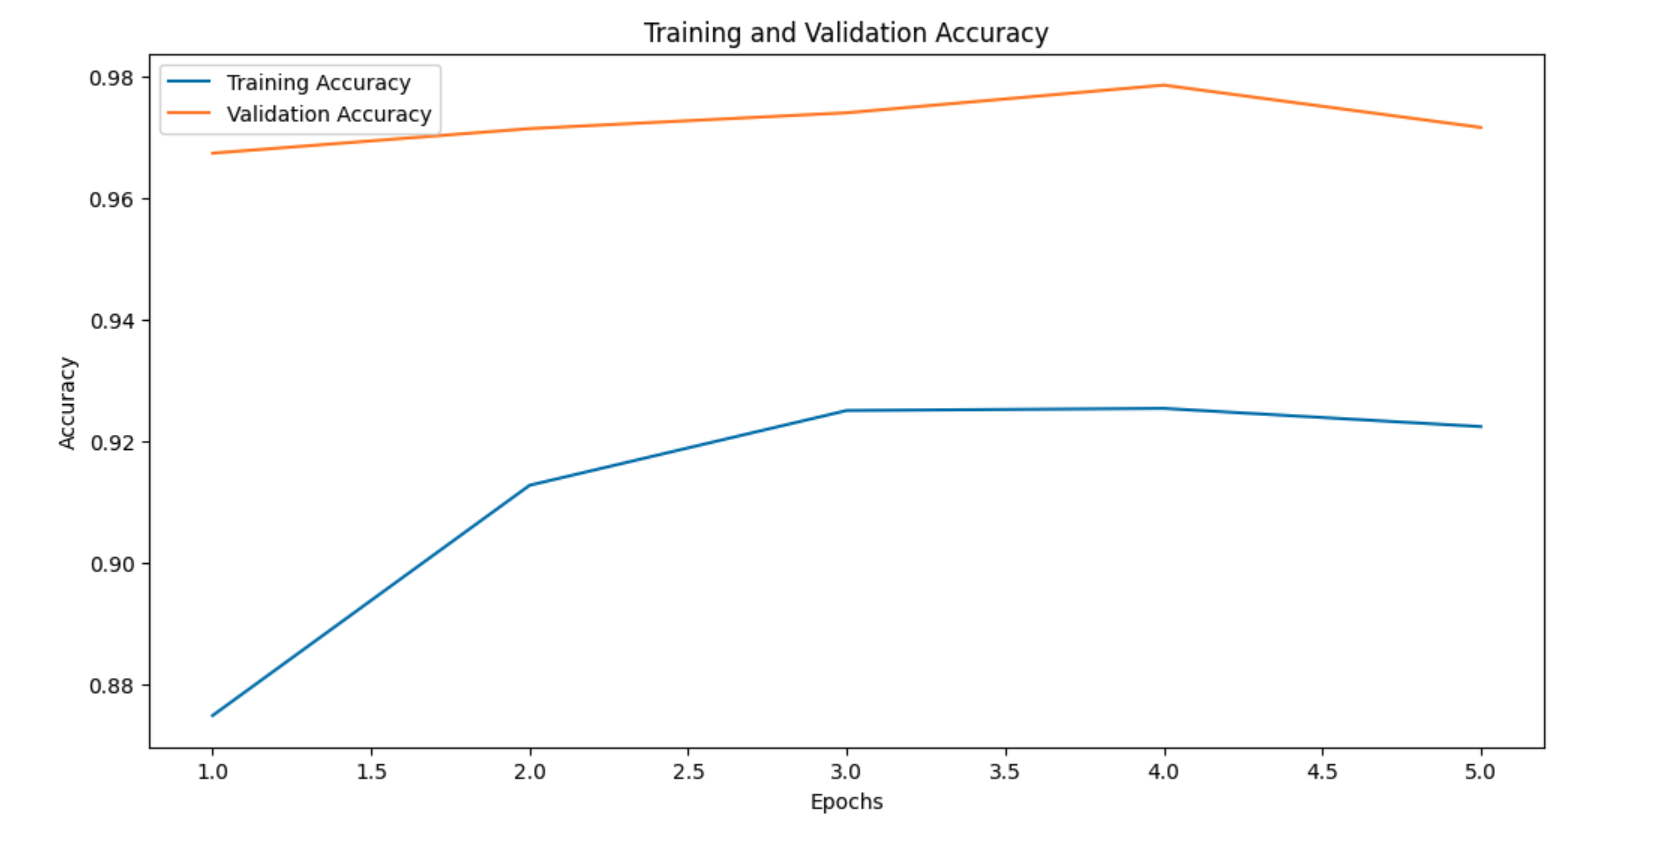 Training and Validation Accuracy
Training Accuracy
Validation Accuracy
0.98
0.96
0.94
0.92
0.90
0.88
Accuracy
1.0 1.5 2.0 2.5 3.0 3.5 4.0 4.5 5.0
Epochs